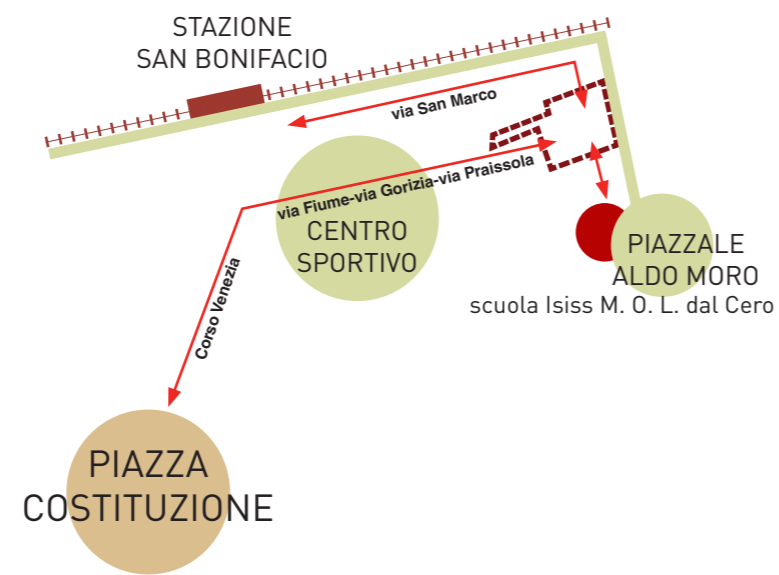 STAZIONE
SAN BONIFACIO
via San Marco
via Fiume-via Gorizia-via Praissola
CENTRO
SPORTIVO
PIAZZALE
ALDO MORO
scuola Isiss M. O. L. dal Cero
Corso Venezia
PIAZZA
COSTITUZIONE